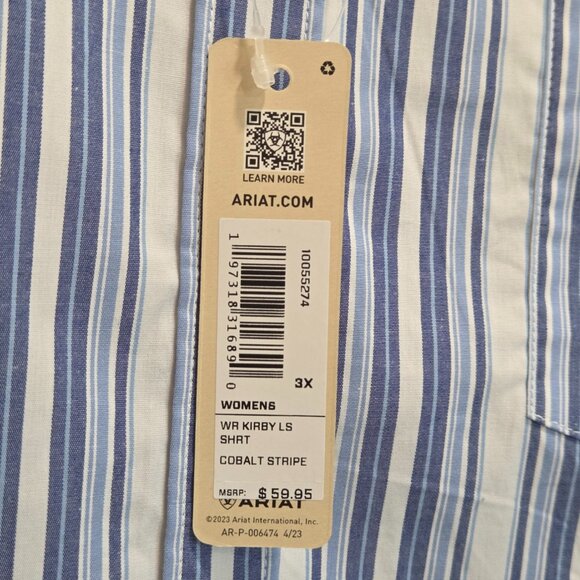 LEARN MORE
ARIAT.COM
10055274
1 97318 31689 0
3X
WOMENS
WR KIRBY LS
SHRT
COBALT STRIPE
MSRP: $59.95
ARIAT
©2023 Ariat International, Inc.
AR-P-006474 4/23